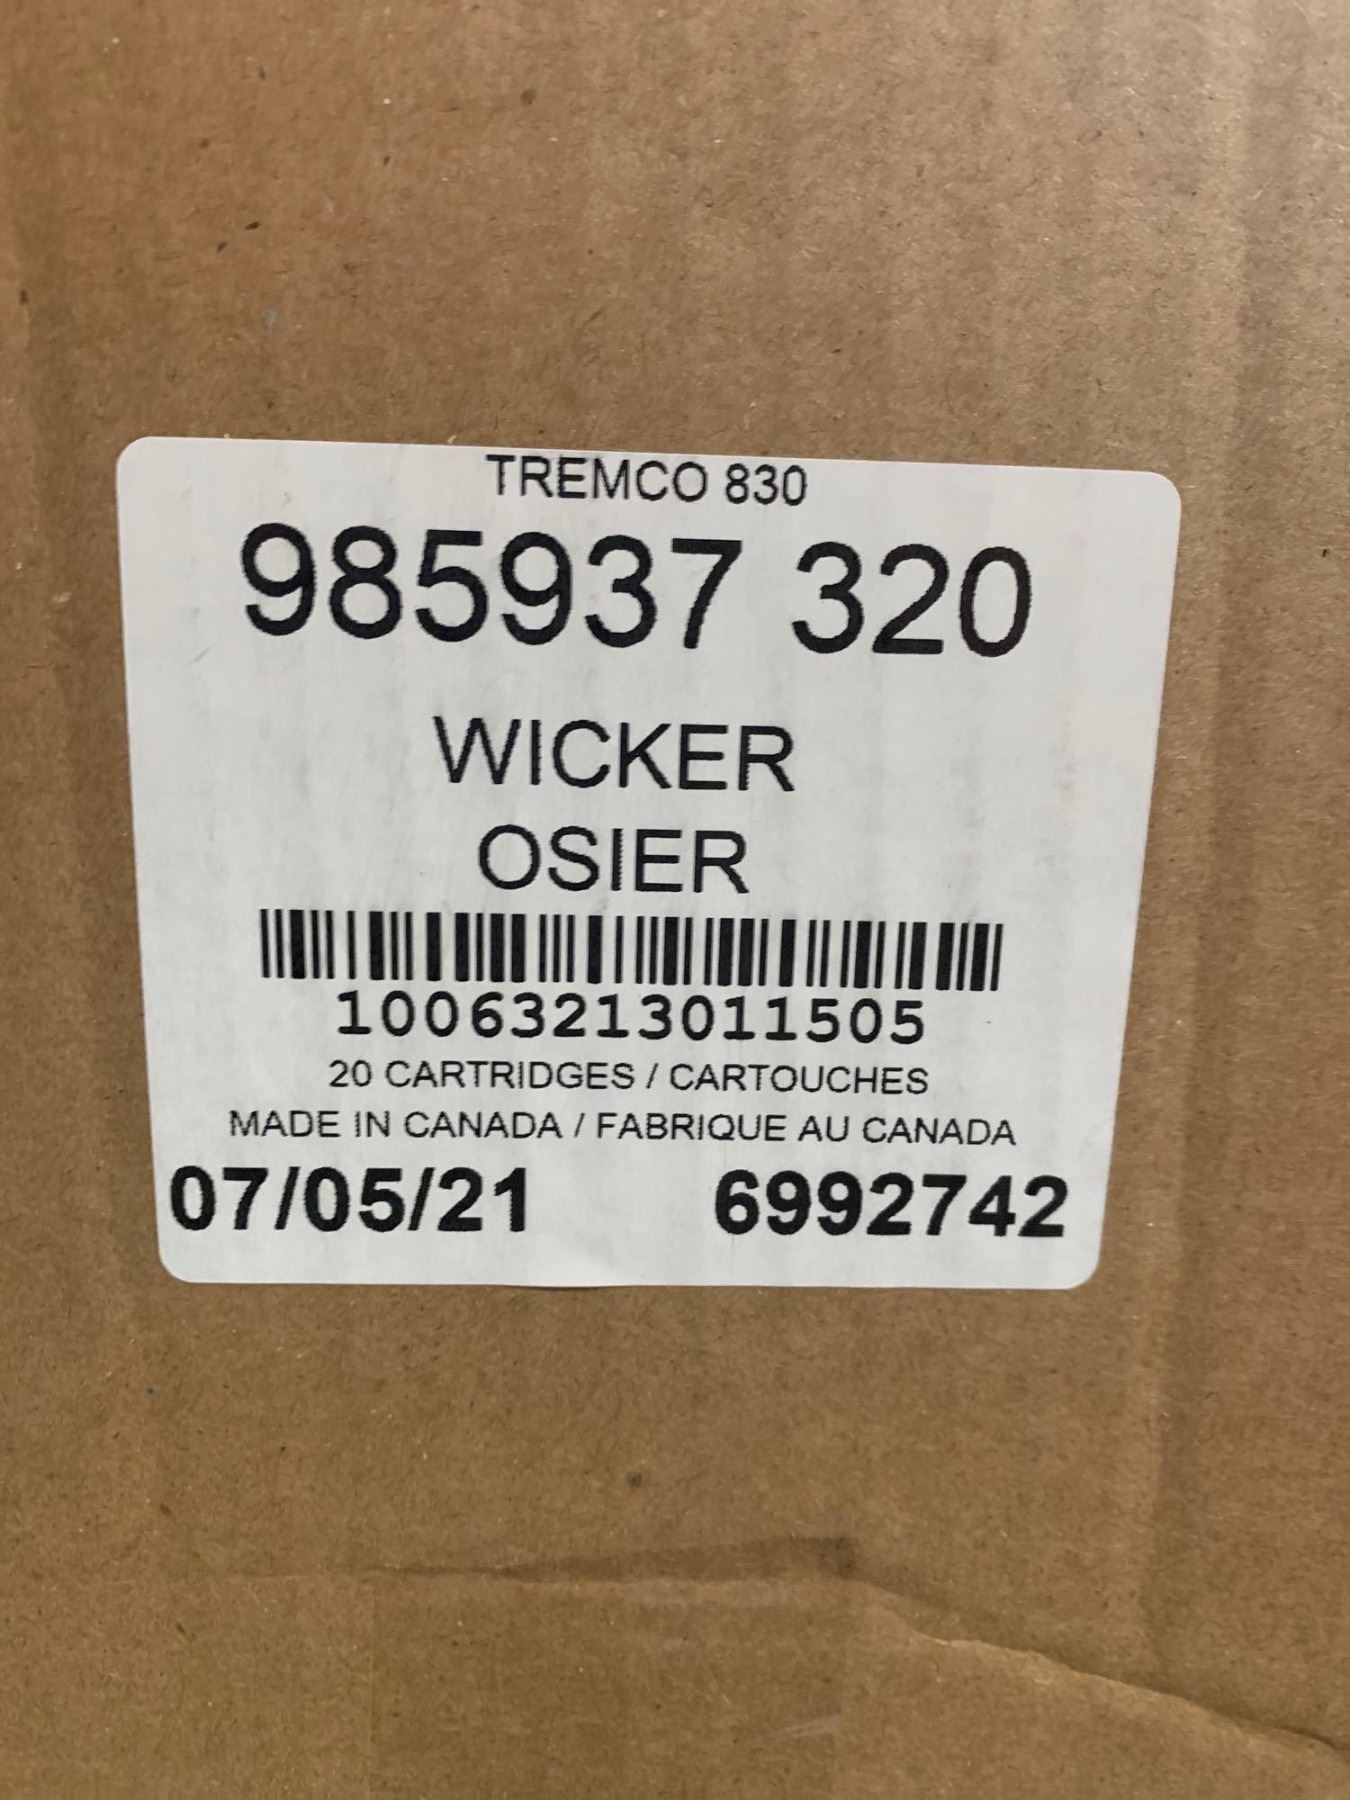 TREMCO 830
985937 320
WICKER
OSIER
10063213011505
20 CARTRIDGES / CARTOUCHES
MADE IN CANADA / FABRIQUE AU CANADA
07/05/21 6992742